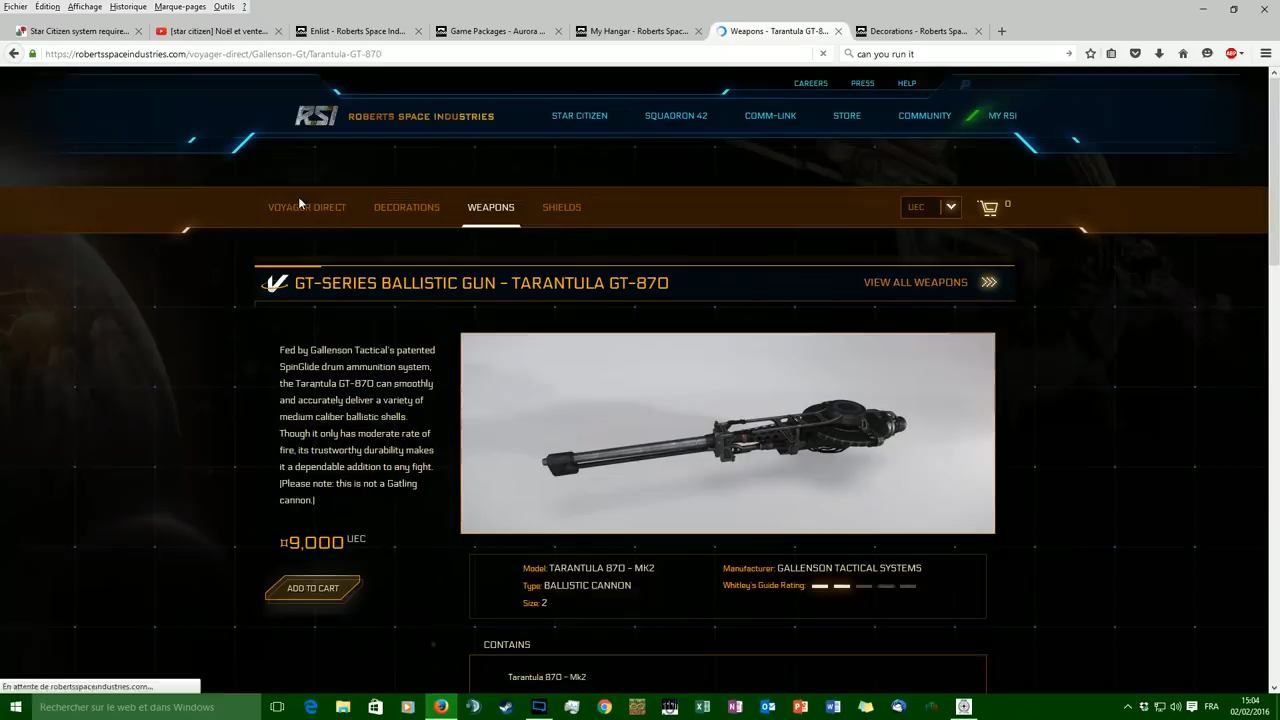 Fichier Édition Affichage Historique Marque-pages Outils ?
Star Citizen system require...
[star citizen] Noël et vente...
Enlist - Roberts Space Ind...
Game Packages - Aurora ...
My Hangar - Roberts Spac...
Weapons - Tarantula GT-8...
Decorations - Roberts Spa...
https://robertsspaceindustries.com/voyager-direct/Gallenson-Gt/Tarantula-GT-870
can you run it
CAREERS PRESS HELP
RSI ROBERTS SPACE INDUSTRIES
STAR CITIZEN SQUADRON 42 COMM-LINK STORE COMMUNITY MY RSI
VOYAGER DIRECT DECORATIONS WEAPONS SHIELDS
UEC 0
GT-SERIES BALLISTIC GUN - TARANTULA GT-870
VIEW ALL WEAPONS
Fed by Gallenson Tactical's patented
SpinGlide drum ammunition system,
the Tarantula GT-870 can smoothly
and accurately deliver a variety of
medium caliber ballistic shells.
Though it only has moderate rate of
fire, its trustworthy durability makes
it a dependable addition to any fight.
[Please note: this is not a Gatling
cannon.]
¤9,000 UEC
ADD TO CART
Model: TARANTULA 870 - MK2
Type: BALLISTIC CANNON
Size: 2
Manufacturer: GALLENSON TACTICAL SYSTEMS
Whitley's Guide Rating:
CONTAINS
Tarantula 870 - Mk2
En attente de robertsspaceindustries.com...
Rechercher sur le web et dans Windows
FRA
15:04
02/02/2016